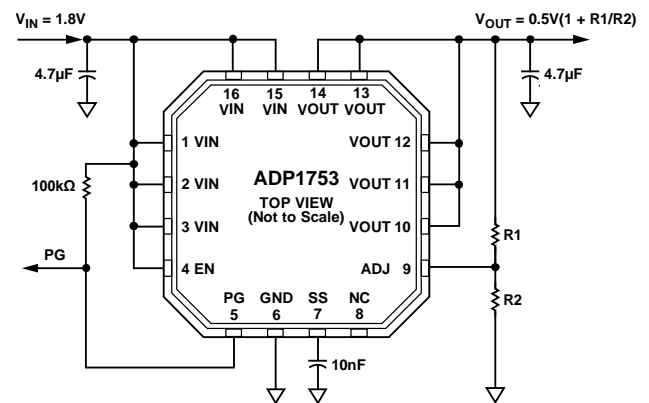 VIN = 1.8V
VOUT = 0.5V(1 + R1/R2)
4.7µF
4.7µF
16
VIN
15
VIN
14
VOUT
13
VOUT
1 VIN
2 VIN
3 VIN
4 EN
VOUT 12
VOUT 11
VOUT 10
ADJ 9
ADP1753
TOP VIEW
(Not to Scale)
100kΩ
PG
R1
R2
PG
5
GND
6
SS
7
NC
8
10nF